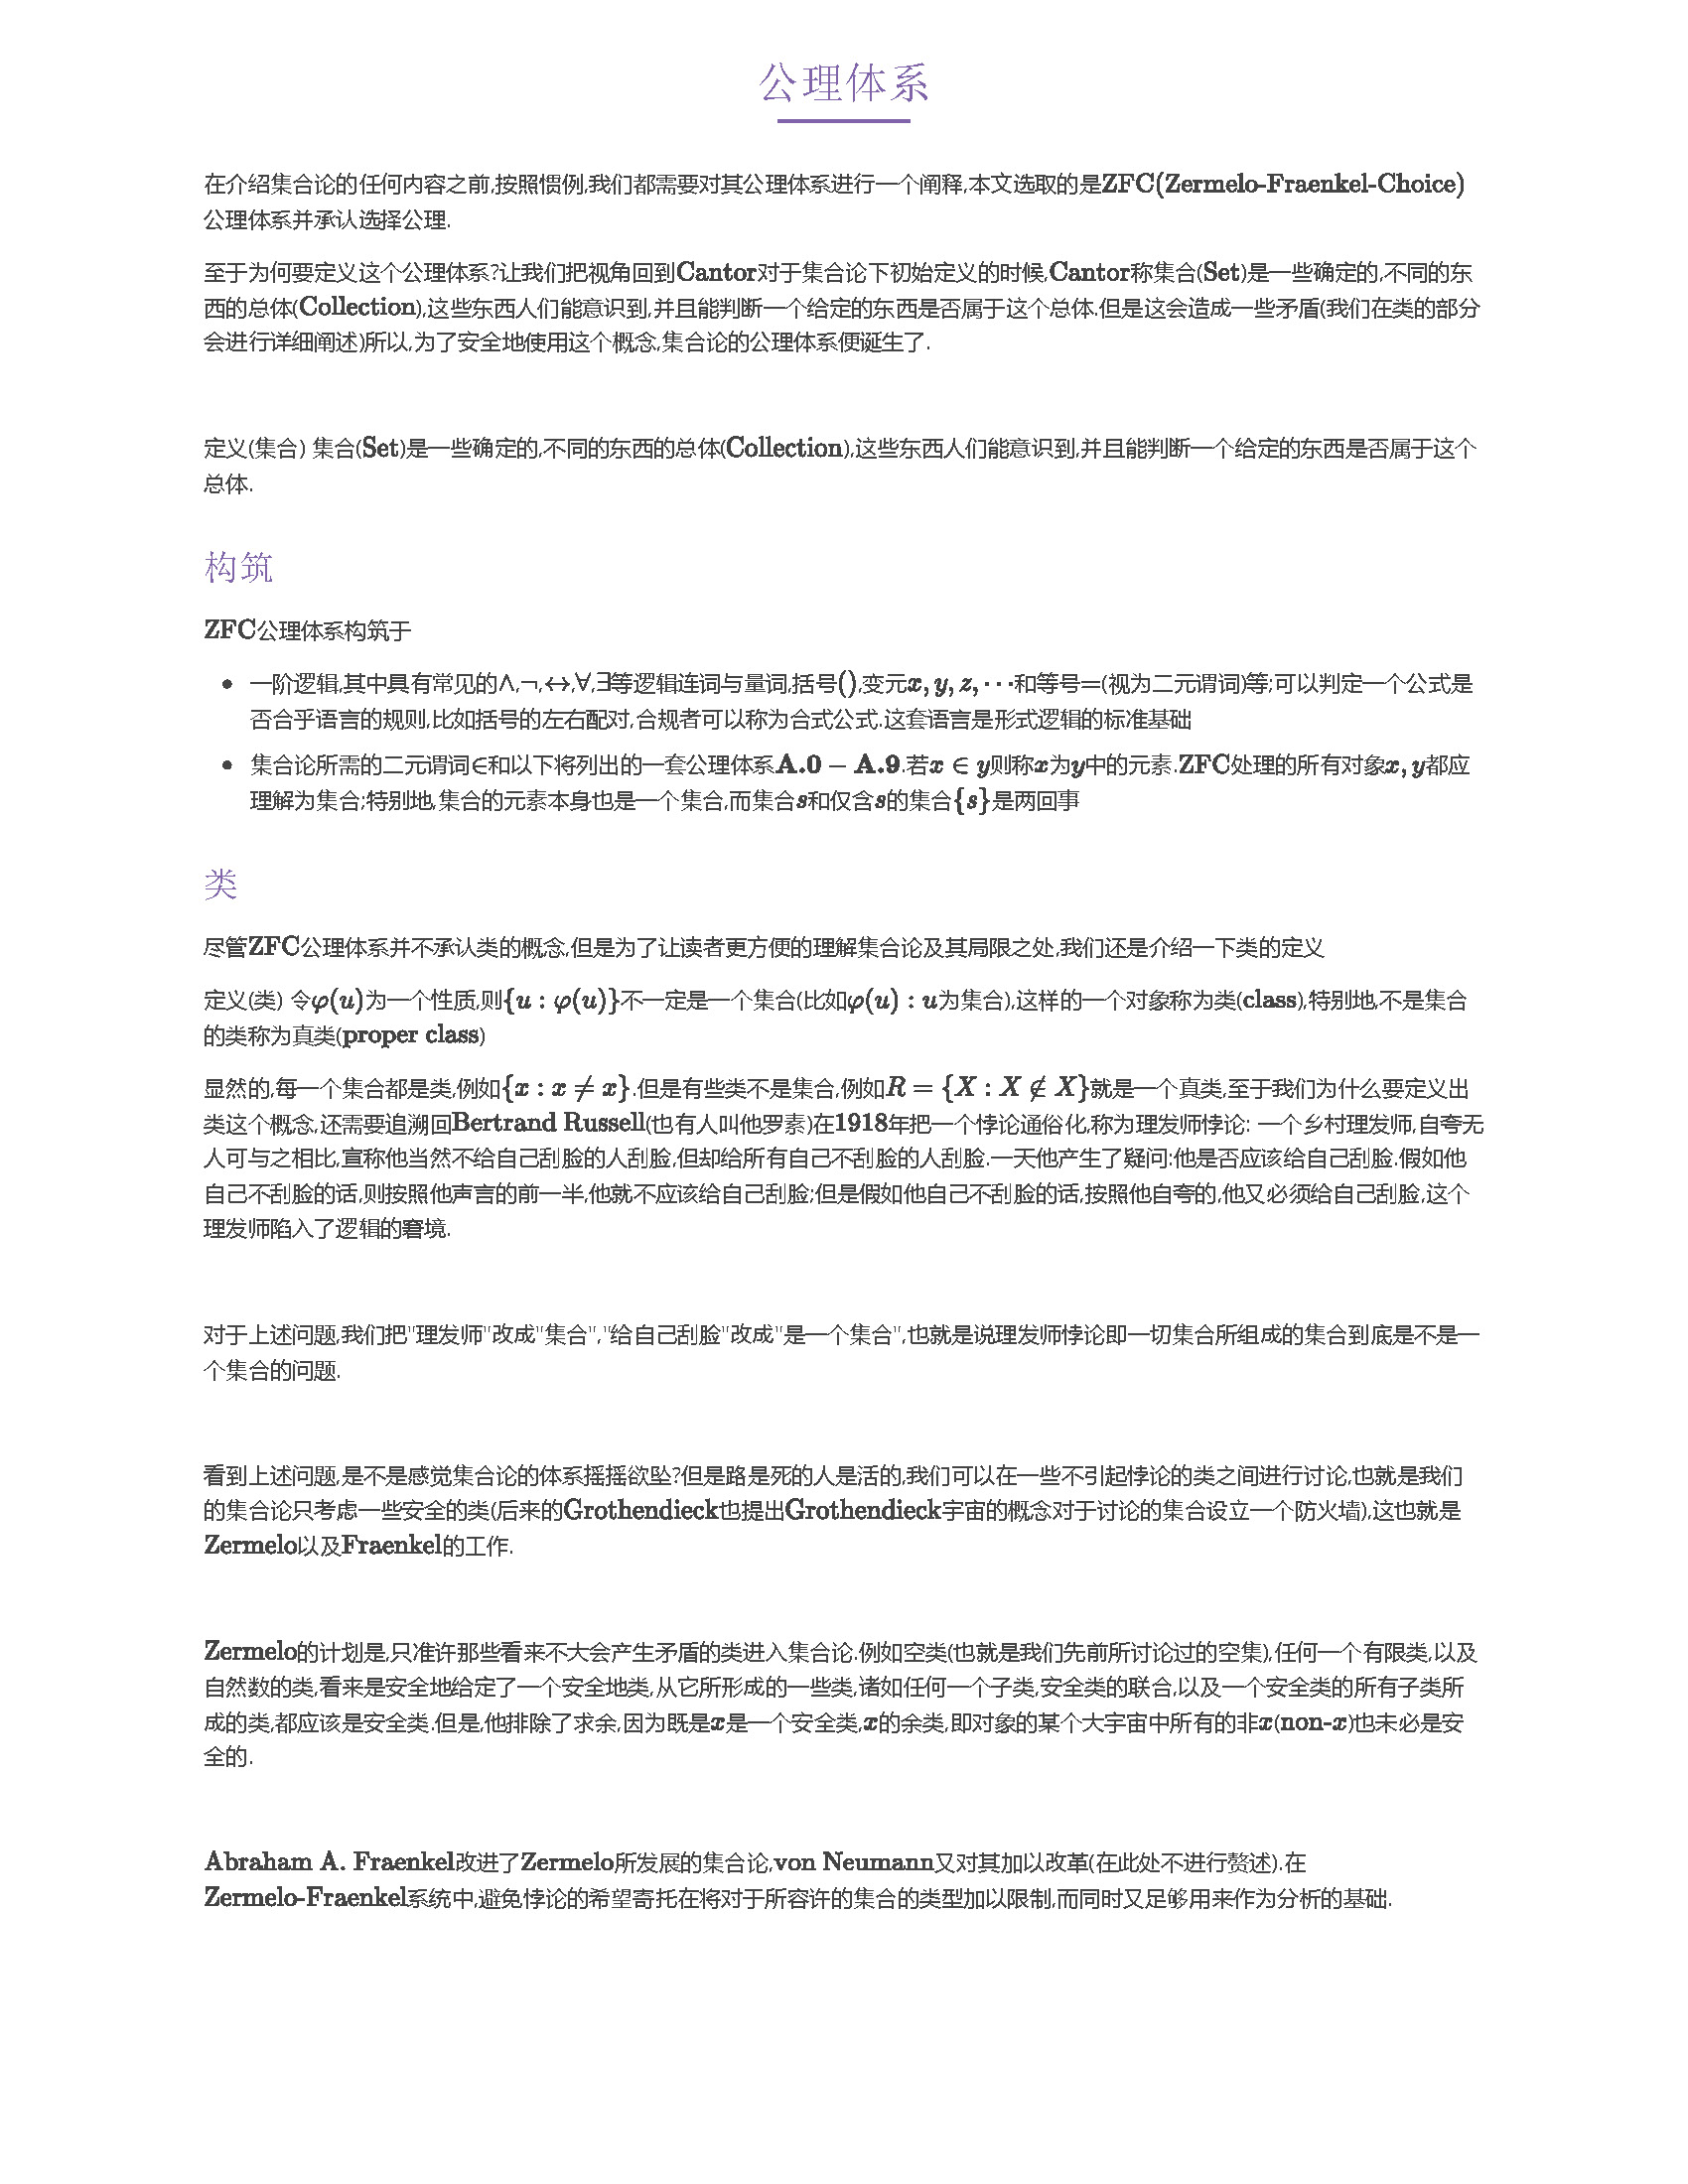 公理体系
在介绍集合论的任何内容之前,按照惯例,我们都需要对其公理体系进行一个阐释,本文选取的是ZFC(Zermelo-Fraenkel-Choice)
公理体系并承认选择公理.
至于为何要定义这个公理体系?让我们把视角回到Cantor对于集合论下初始定义的时候,Cantor称集合(Set)是一些确定的,不同的东
西的总体(Collection),这些东西人们能意识到,并且能判断一个给定的东西是否属于这个总体.但是这会造成一些矛盾(我们在类的部分
会进行详细阐述)所以,为了安全地使用这个概念,集合论的公理体系便诞生了.
定义(集合) 集合(Set)是一些确定的,不同的东西的总体(Collection),这些东西人们能意识到,并且能判断一个给定的东西是否属于这个
总体.
构筑
ZFC公理体系构筑于
• 一阶逻辑,其中具有常见的∧,¬,↔,∀,∃等逻辑连词与量词,括号(),变元x, y, z, ⋯和等号=(视为二元谓词)等;可以判定一个公式是
否合乎语言的规则,比如括号的左右配对,合规者可以称为合式公式.这套语言是形式逻辑的标准基础
• 集合论所需的二元谓词∈和以下将列出的一套公理体系A.0 − A.9.若x ∈ y则称x为y中的元素.ZFC处理的所有对象x, y都应
理解为集合;特别地,集合的元素本身也是一个集合,而集合s和仅含s的集合{s}是两回事
类
尽管ZFC公理体系并不承认类的概念,但是为了让读者更方便的理解集合论及其局限之处,我们还是介绍一下类的定义
定义(类) 令φ(u)为一个性质,则{u : φ(u)}不一定是一个集合(比如φ(u) : u为集合),这样的一个对象称为类(class),特别地,不是集合
的类称为真类(proper class)
显然的,每一个集合都是类,例如{x : x ≠ x}.但是有些类不是集合,例如R = {X : X ∉ X}就是一个真类,至于我们为什么要定义出
类这个概念,还需要追溯回Bertrand Russell(也有人叫他罗素)在1918年把一个悖论通俗化,称为理发师悖论: 一个乡村理发师,自夸无
人可与之相比,宣称他当然不给自己刮脸的人刮脸,但却给所有自己不刮脸的人刮脸.一天他产生了疑问:他是否应该给自己刮脸.假如他
自己不刮脸的话,则按照他声言的前一半,他就不应该给自己刮脸;但是假如他自己不刮脸的话,按照他自夸的,他又必须给自己刮脸,这个
理发师陷入了逻辑的窘境.
对于上述问题,我们把"理发师"改成"集合","给自己刮脸"改成"是一个集合",也就是说理发师悖论即一切集合所组成的集合到底是不是一
个集合的问题.
看到上述问题,是不是感觉集合论的体系摇摇欲坠?但是路是死的人是活的,我们可以在一些不引起悖论的类之间进行讨论,也就是我们
的集合论只考虑一些安全的类(后来的Grothendieck也提出Grothendieck宇宙的概念对于讨论的集合设立一个防火墙),这也就是
Zermelo以及Fraenkel的工作.
Zermelo的计划是,只准许那些看来不大会产生矛盾的类进入集合论.例如空类(也就是我们先前所讨论过的空集),任何一个有限类,以及
自然数的类,看来是安全地给定了一个安全地类,从它所形成的一些类,诸如任何一个子类,安全类的联合,以及一个安全类的所有子类所
成的类,都应该是安全类.但是,他排除了求余,因为既是x是一个安全类,x的余类,即对象的某个大宇宙中所有的非x(non-x)也未必是安
全的.
Abraham A. Fraenkel改进了Zermelo所发展的集合论,von Neumann又对其加以改革(在此处不进行赘述).在
Zermelo-Fraenkel系统中,避免悖论的希望寄托在将对于所容许的集合的类型加以限制,而同时又足够用来作为分析的基础.